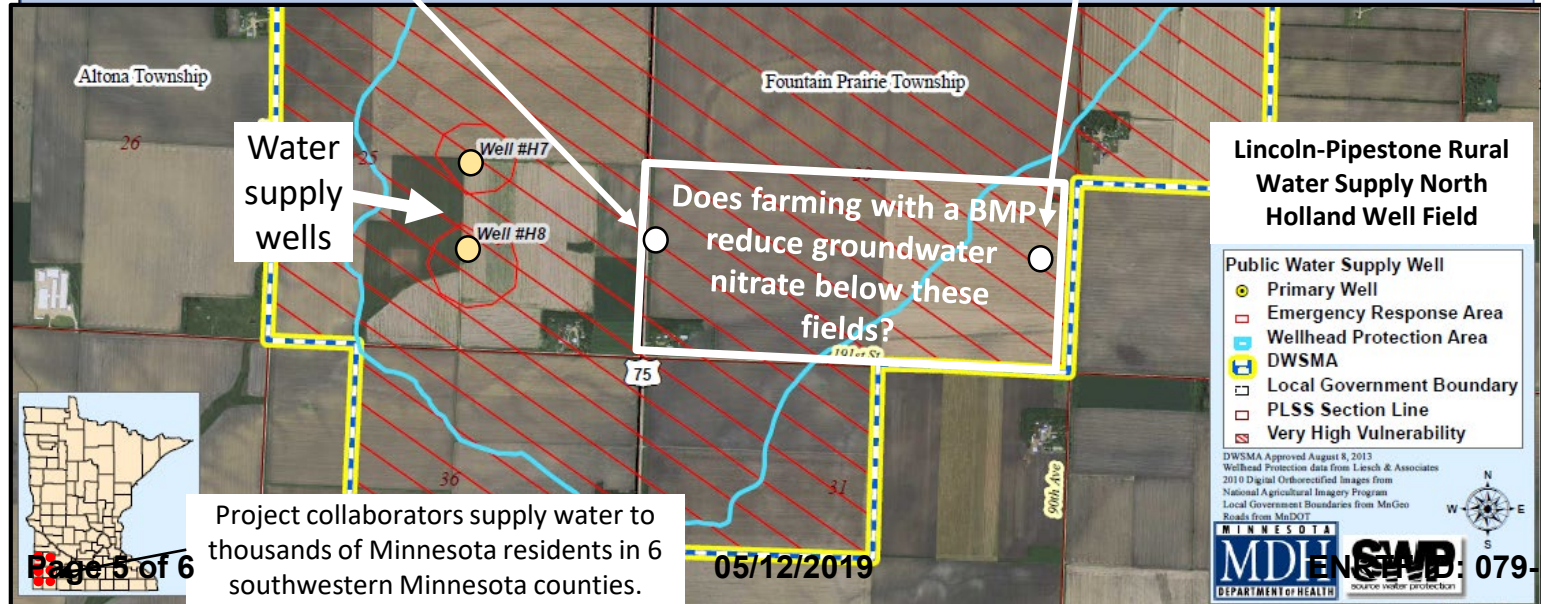 Altona Township
Fountain Prairie Township
26
25
Water
supply
wells
Well #H7
Well #H8
Does farming with a BMP
reduce groundwater
nitrate below these
fields?
191st St
75
36
31
90th Ave
Project collaborators supply water to
thousands of Minnesota residents in 6
southwestern Minnesota counties.
Lincoln-Pipestone Rural
Water Supply North
Holland Well Field
Public Water Supply Well
Primary Well
Emergency Response Area
Wellhead Protection Area
DWSMA
Local Government Boundary
PLSS Section Line
Very High Vulnerability
DWSMA Approved August 8, 2013
Wellhead Protection data from Liesch & Associates
2010 Digital Orthorectified Images from
National Agricultural Imagery Program
Local Government Boundaries from MnGeo
Roads from MnDOT
N
W
E
S
MINNESOTA
MDH
DEPARTMENT OF HEALTH
SWP
source water protection
Page 5 of 6
05/12/2019
079-